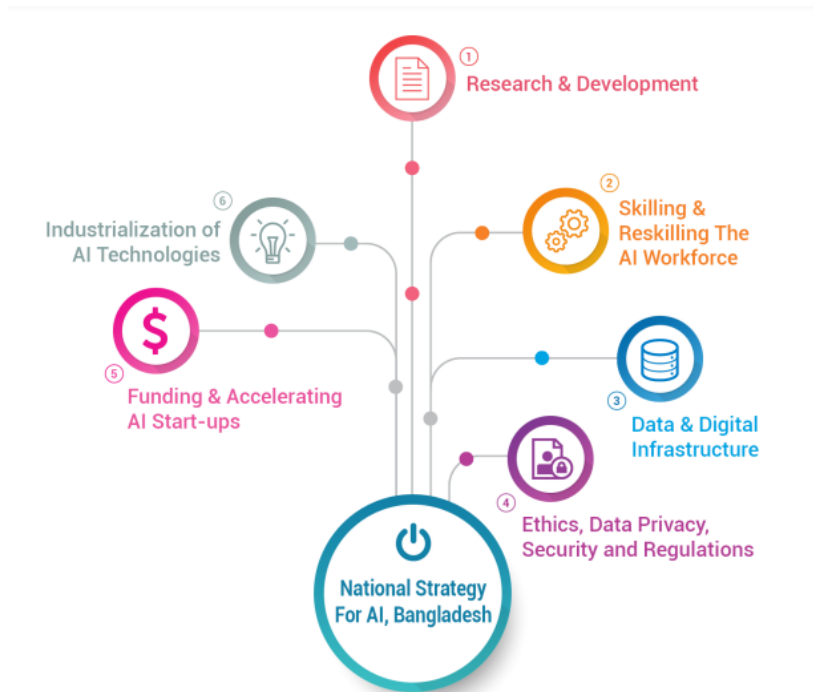 1
Research & Development
2
Skilling &
Reskilling The
AI Workforce
3
Data & Digital
Infrastructure
4
Ethics, Data Privacy,
Security and Regulations
5
Funding & Accelerating
AI Start-ups
6
Industrialization of
AI Technologies
$
National Strategy
For AI, Bangladesh